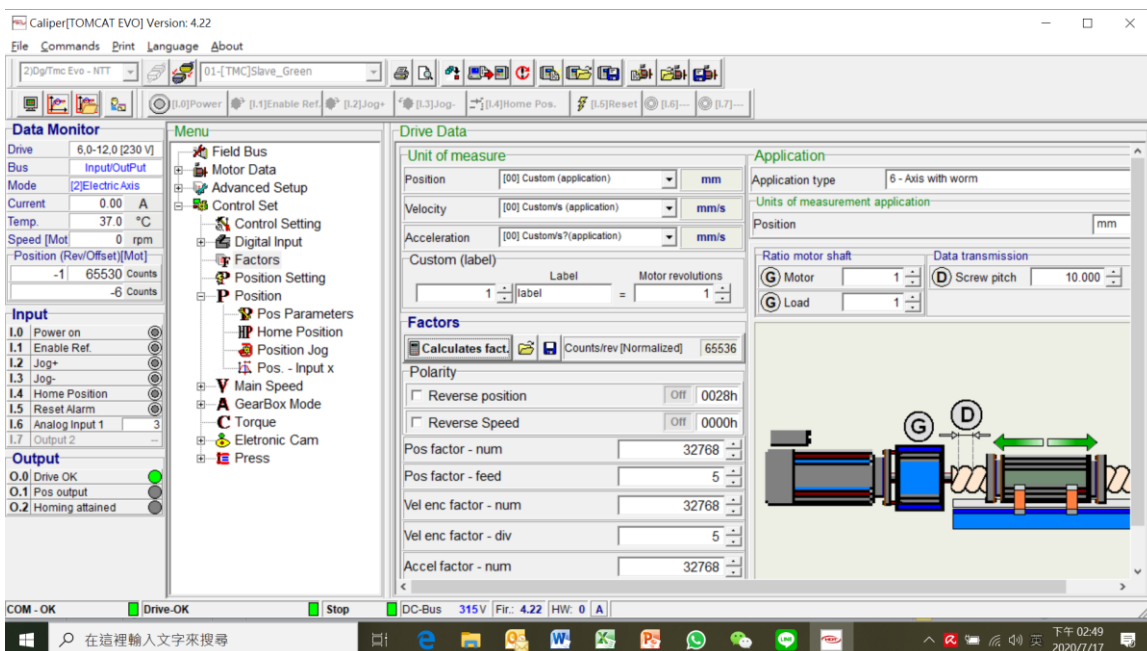 Caliper[TOMCAT EVO] Version: 4.22
File Commands Print Language About
2)Dg/Tmc Evo - NTT
01-[TMC]Slave_Green
[I.0]Power [I.1]Enable Ref. [I.2]Jog+ [I.3]Jog- [I.4]Home Pos. [I.5]Reset [I.6]--- [I.7]---
Data Monitor
Drive 6,0-12,0 [230 V]
Bus Input/OutPut
Mode [2]Electric Axis
Current 0.00 A
Temp. 37.0 °C
Speed [Mot 0 rpm
Position (Rev/Offset)[Mot]
-1 65530 Counts
-6 Counts
Input
I.0 Power on
I.1 Enable Ref.
I.2 Jog+
I.3 Jog-
I.4 Home Position
I.5 Reset Alarm
I.6 Analog Input 1 3
I.7 Output 2 --
Output
O.0 Drive OK
O.1 Pos output
O.2 Homing attained
Menu
Field Bus
Motor Data
Advanced Setup
Control Set
Control Setting
Digital Input
F Factors
Position Setting
P Position
Pos Parameters
HP Home Position
Position Jog
Pos. - Input x
V Main Speed
A GearBox Mode
C Torque
Eletronic Cam
Press
Drive Data
Unit of measure
Position [00] Custom (application) mm
Velocity [00] Custom/s (application) mm/s
Acceleration [00] Custom/s?(application) mm/s
Custom (label)
Label Motor revolutions
1 label = 1
Factors
Calculates fact. Counts/rev [Normalized] 65536
Polarity
Reverse position Off 0028h
Reverse Speed Off 0000h
Pos factor - num 32768
Pos factor - feed 5
Vel enc factor - num 32768
Vel enc factor - div 5
Accel factor - num 32768
Application
Application type 6 - Axis with worm
Units of measurement application
Position mm
Ratio motor shaft
G Motor 1
G Load 1
Data transmission
D Screw pitch 10.000
G D
COM - OK Drive-OK Stop DC-Bus 315 V Fir.: 4.22 HW: 0 A
在這裡輸入文字來搜尋
英
下午 02:49
2020/7/17